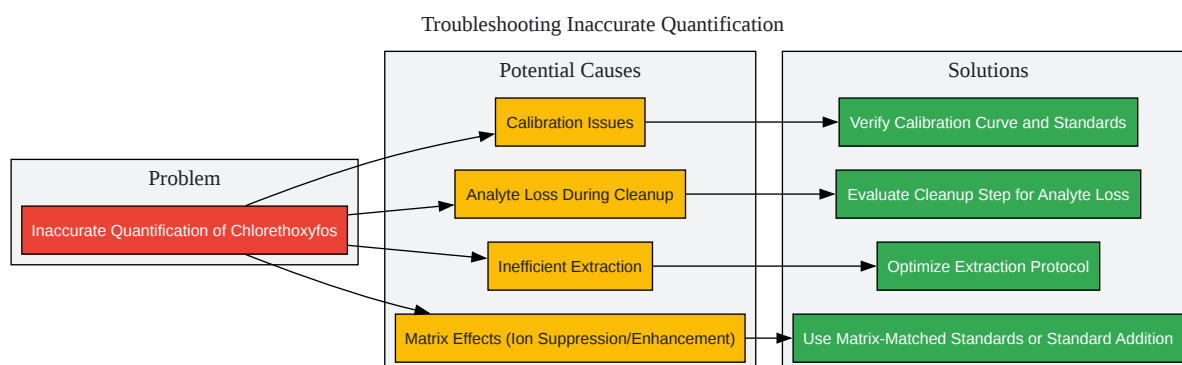 Troubleshooting Inaccurate Quantification
Problem
Inaccurate Quantification of Chlorethoxyfos
Potential Causes
Calibration Issues
Analyte Loss During Cleanup
Inefficient Extraction
Matrix Effects (Ion Suppression/Enhancement)
Solutions
Verify Calibration Curve and Standards
Evaluate Cleanup Step for Analyte Loss
Optimize Extraction Protocol
Use Matrix-Matched Standards or Standard Addition